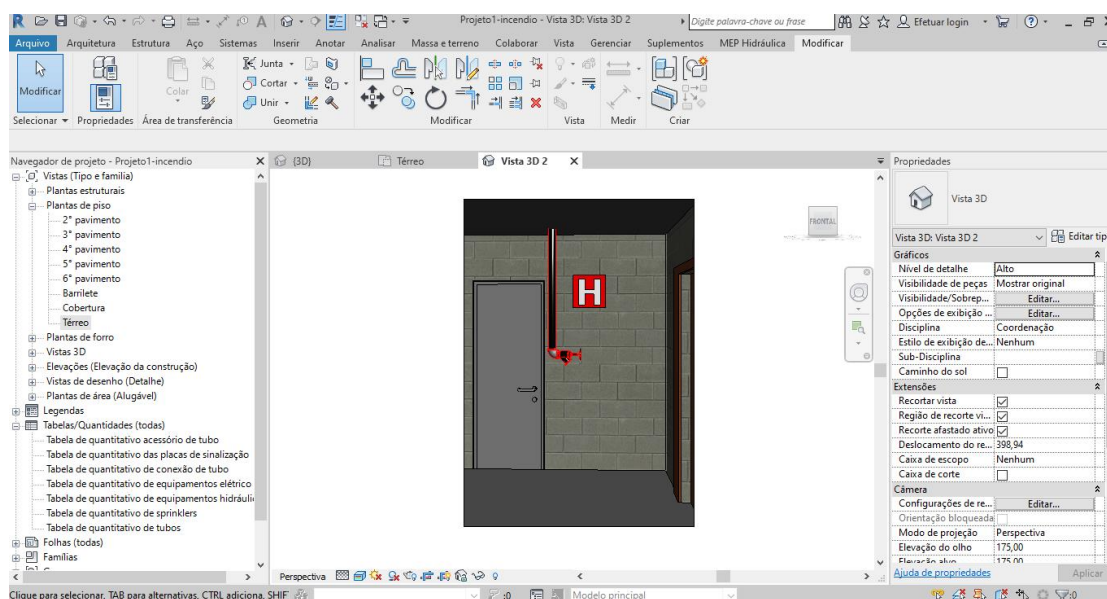 Projeto1-incendio - Vista 3D: Vista 3D 2
Digite palavra-chave ou frase
Efetuar login
Arquivo Arquitetura Estrutura Aço Sistemas Inserir Anotar Analisar Massa e terreno Colaborar Vista Gerenciar Suplementos MEP Hidráulica Modificar
Modificar
Colar
Junta
Cortar
Unir
Selecionar Propriedades Área de transferência Geometria Modificar Vista Medir Criar
Navegador de projeto - Projeto1-incendio
{3D} Térreo Vista 3D 2
Vistas (Tipo e familia)
Plantas estruturais
Plantas de piso
2° pavimento
3° pavimento
4° pavimento
5° pavimento
6° pavimento
Barrilete
Cobertura
Térreo
Plantas de forro
Vistas 3D
Elevações (Elevação da construção)
Vistas de desenho (Detalhe)
Plantas de área (Alugável)
Legendas
Tabelas/Quantidades (todas)
Tabela de quantitativo acessório de tubo
Tabela de quantitativo das placas de sinalização
Tabela de quantitativo de conexão de tubo
Tabela de quantitativo de equipamentos elétrico
Tabela de quantitativo de equipamentos hidráuli
Tabela de quantitativo de sprinklers
Tabela de quantitativo de tubos
Folhas (todas)
Famílias
H
FRONTAL
Propriedades
Vista 3D
Vista 3D: Vista 3D 2 Editar tip
Gráficos
Nível de detalhe Alto
Visibilidade de peças Mostrar original
Visibilidade/Sobrep... Editar...
Opções de exibição ... Editar...
Disciplina Coordenação
Estilo de exibição de... Nenhum
Sub-Disciplina
Caminho do sol
Extensões
Recortar vista
Região de recorte vi...
Recorte afastado ativo
Deslocamento do re... 398,94
Caixa de escopo Nenhum
Caixa de corte
Câmera
Configurações de re... Editar...
Orientação bloqueada
Modo de projeção Perspectiva
Elevação do olho 175,00
Elevação alvo 175,00
Ajuda de propriedades Aplicar
Perspectiva
Clique para selecionar, TAB para alternativas, CTRL adiciona, SHIF
:0 Modelo principal
:0